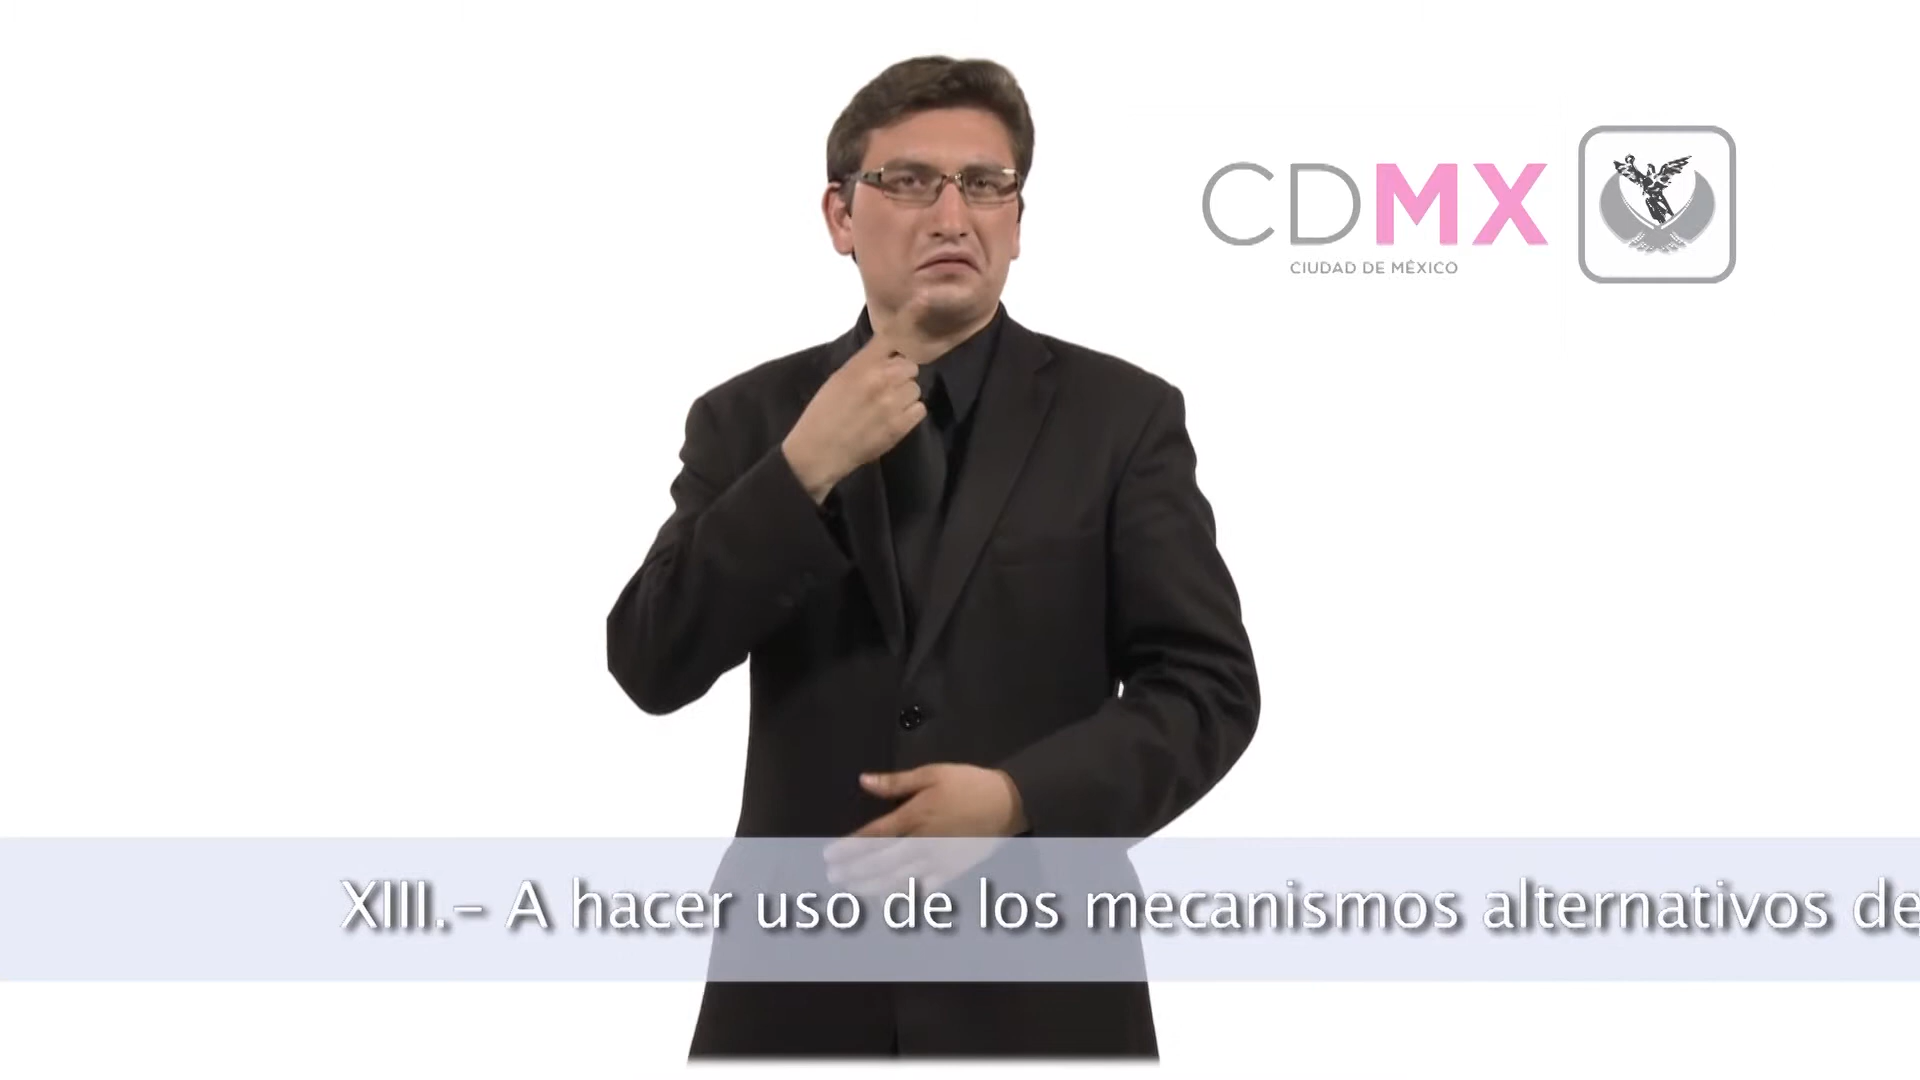 CDMX
CIUDAD DE MÉXICO
XIII.- A hacer uso de los mecanismos alternativos de